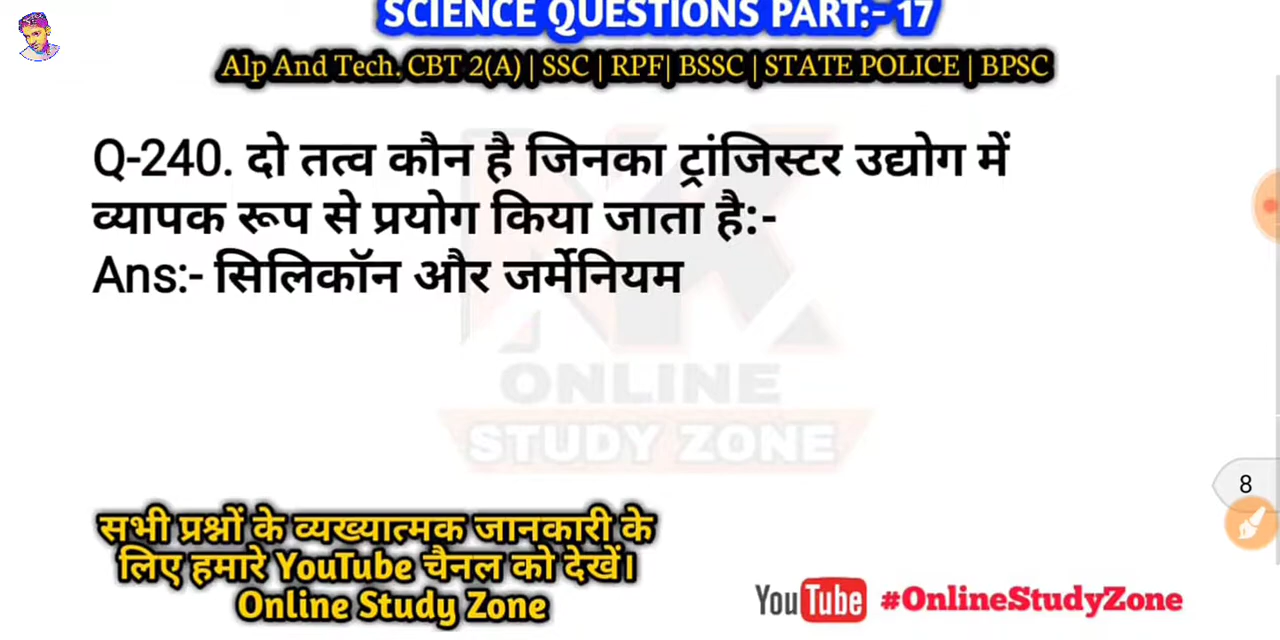 SCIENCE QUESTIONS PART:- 17
Alp And Tech. CBT 2(A) | SSC | RPF| BSSC | STATE POLICE | BPSC
Q-240. दो तत्व कौन है जिनका ट्रांजिस्टर उद्योग में
व्यापक रूप से प्रयोग किया जाता है:-
Ans:- सिलिकॉन और जर्मेनियम
ONLINE
STUDY ZONE
8
सभी प्रश्नों के व्यख्यात्मक जानकारी के
लिए हमारे YouTube चैनल को देखें।
Online Study Zone
YouTube #OnlineStudyZone